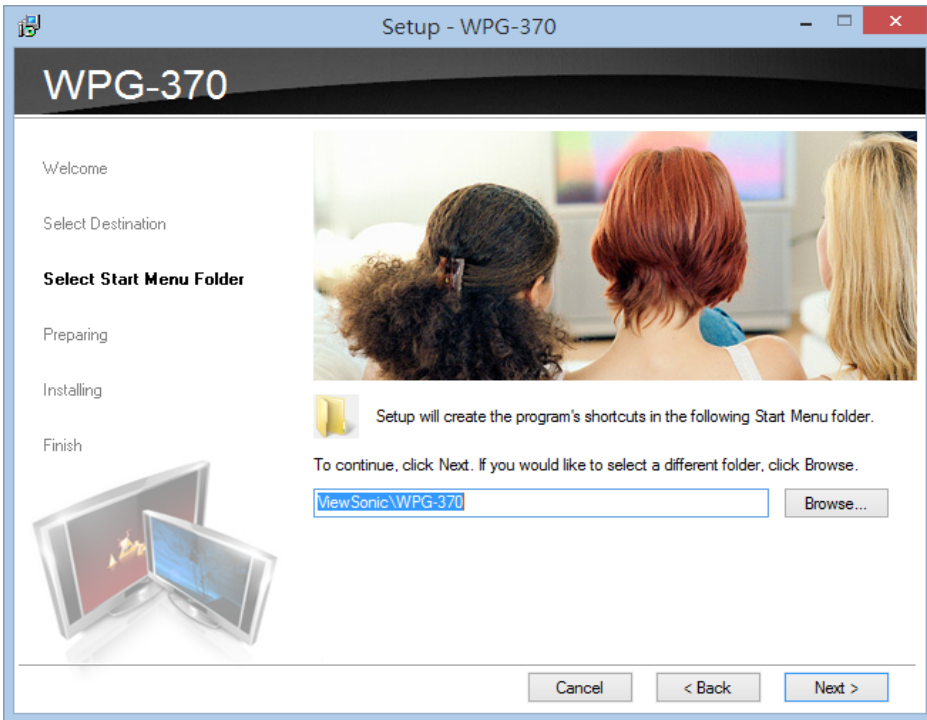 Setup - WPG-370
WPG-370
Welcome
Select Destination
Select Start Menu Folder
Preparing
Installing
Finish
Setup will create the program's shortcuts in the following Start Menu folder.
To continue, click Next. If you would like to select a different folder, click Browse.
ViewSonic\WPG-370
Browse...
Cancel
< Back
Next >